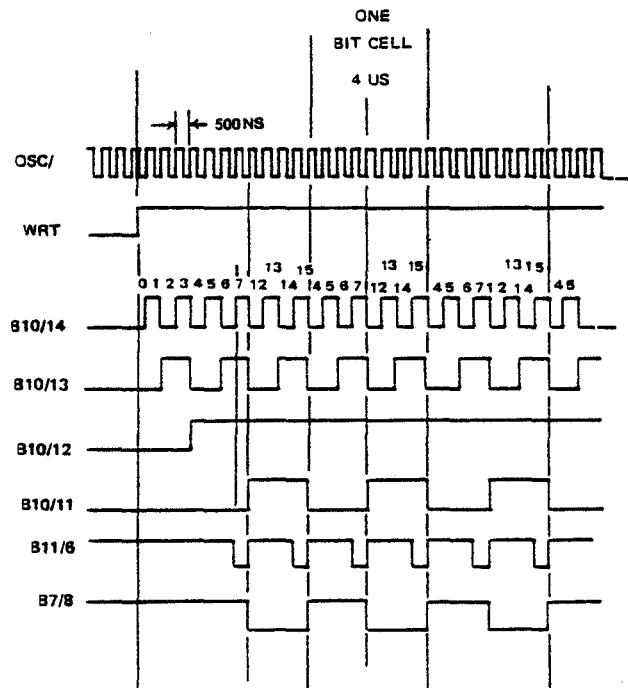 ONE
BIT CELL
4 US
500NS
OSC/
WRT
13 15 13 15 13 15
0 1 2 3 4 5 6 7 12 14 4 5 6 7 12 14 4 5 6 7 1 2 14 4 5
B10/14
B10/13
B10/12
B10/11
B11/6
B7/8